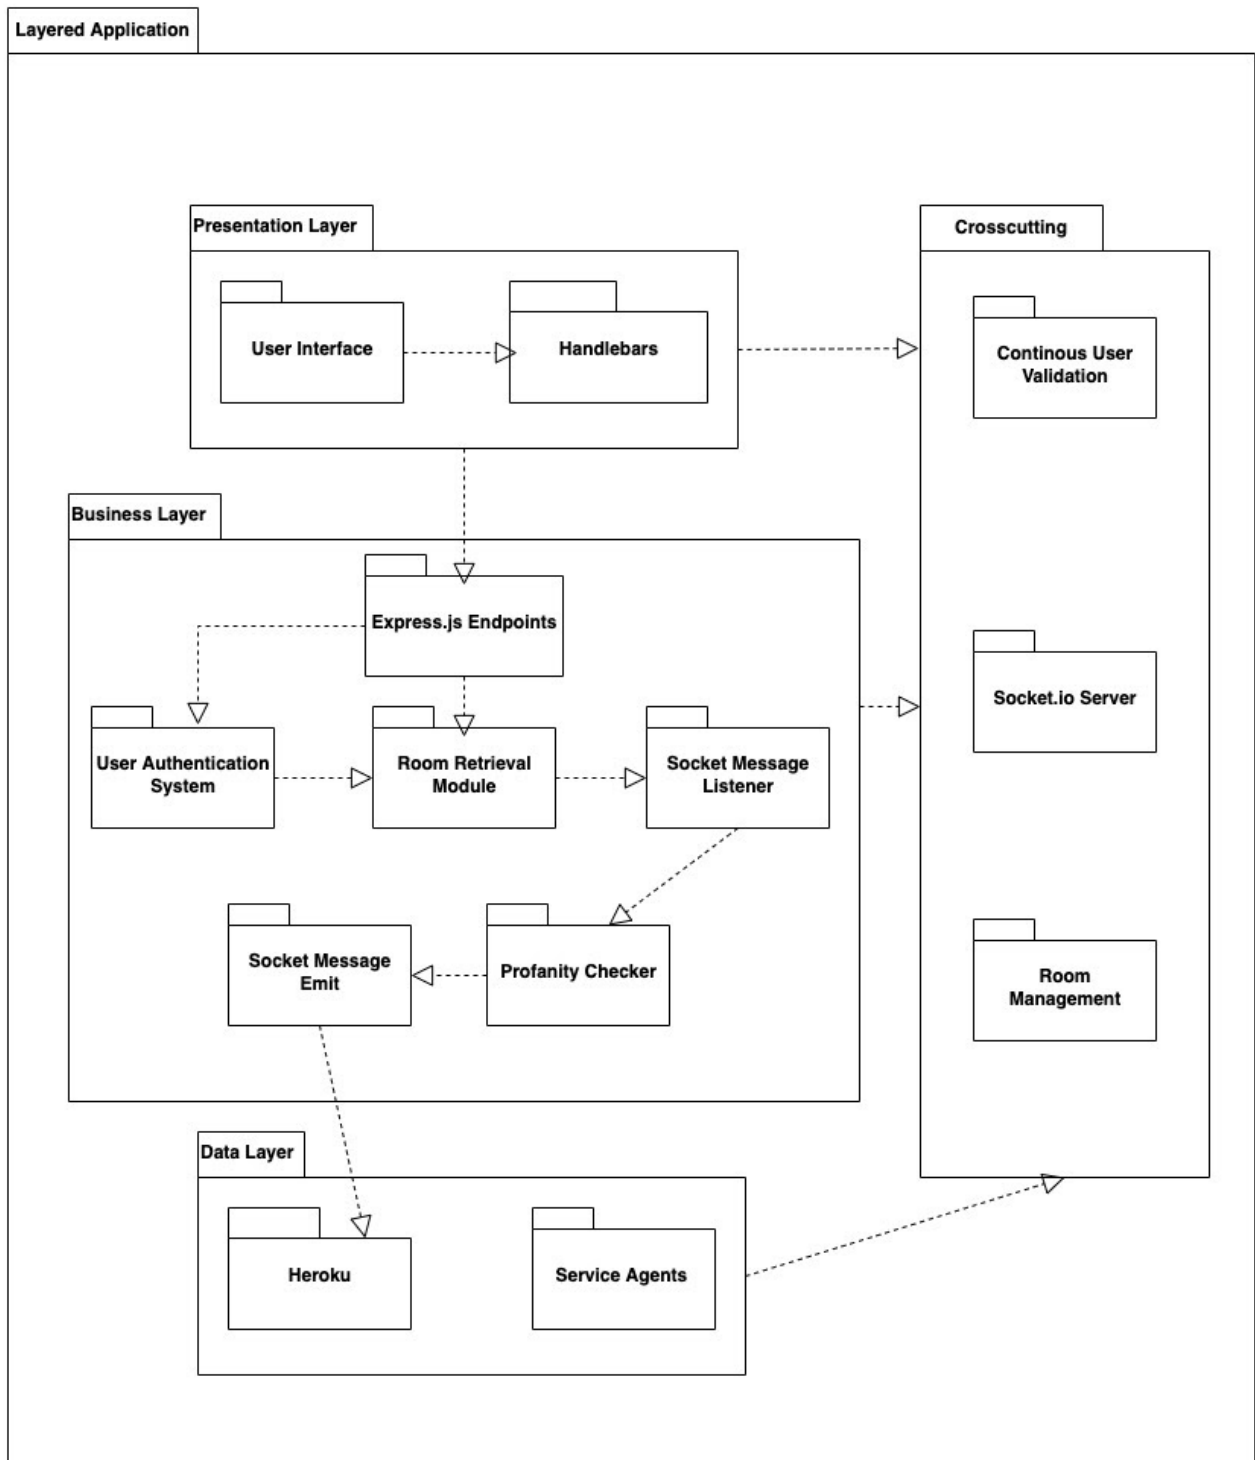 Layered Application
Presentation Layer
Crosscutting
User Interface
Handlebars
Continous User
Validation
Business Layer
Express.js Endpoints
Socket.io Server
User Authentication
System
Room Retrieval
Module
Socket Message
Listener
Socket Message
Emit
Profanity Checker
Room
Management
Data Layer
Heroku
Service Agents